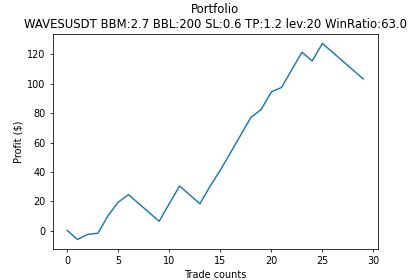 Portfolio
WAVESUSDT BBM:2.7 BBL:200 SL:0.6 TP:1.2 lev:20 WinRatio:63.0
Profit ($)
120
100
80
60
40
20
0
0 5 10 15 20 25 30
Trade counts